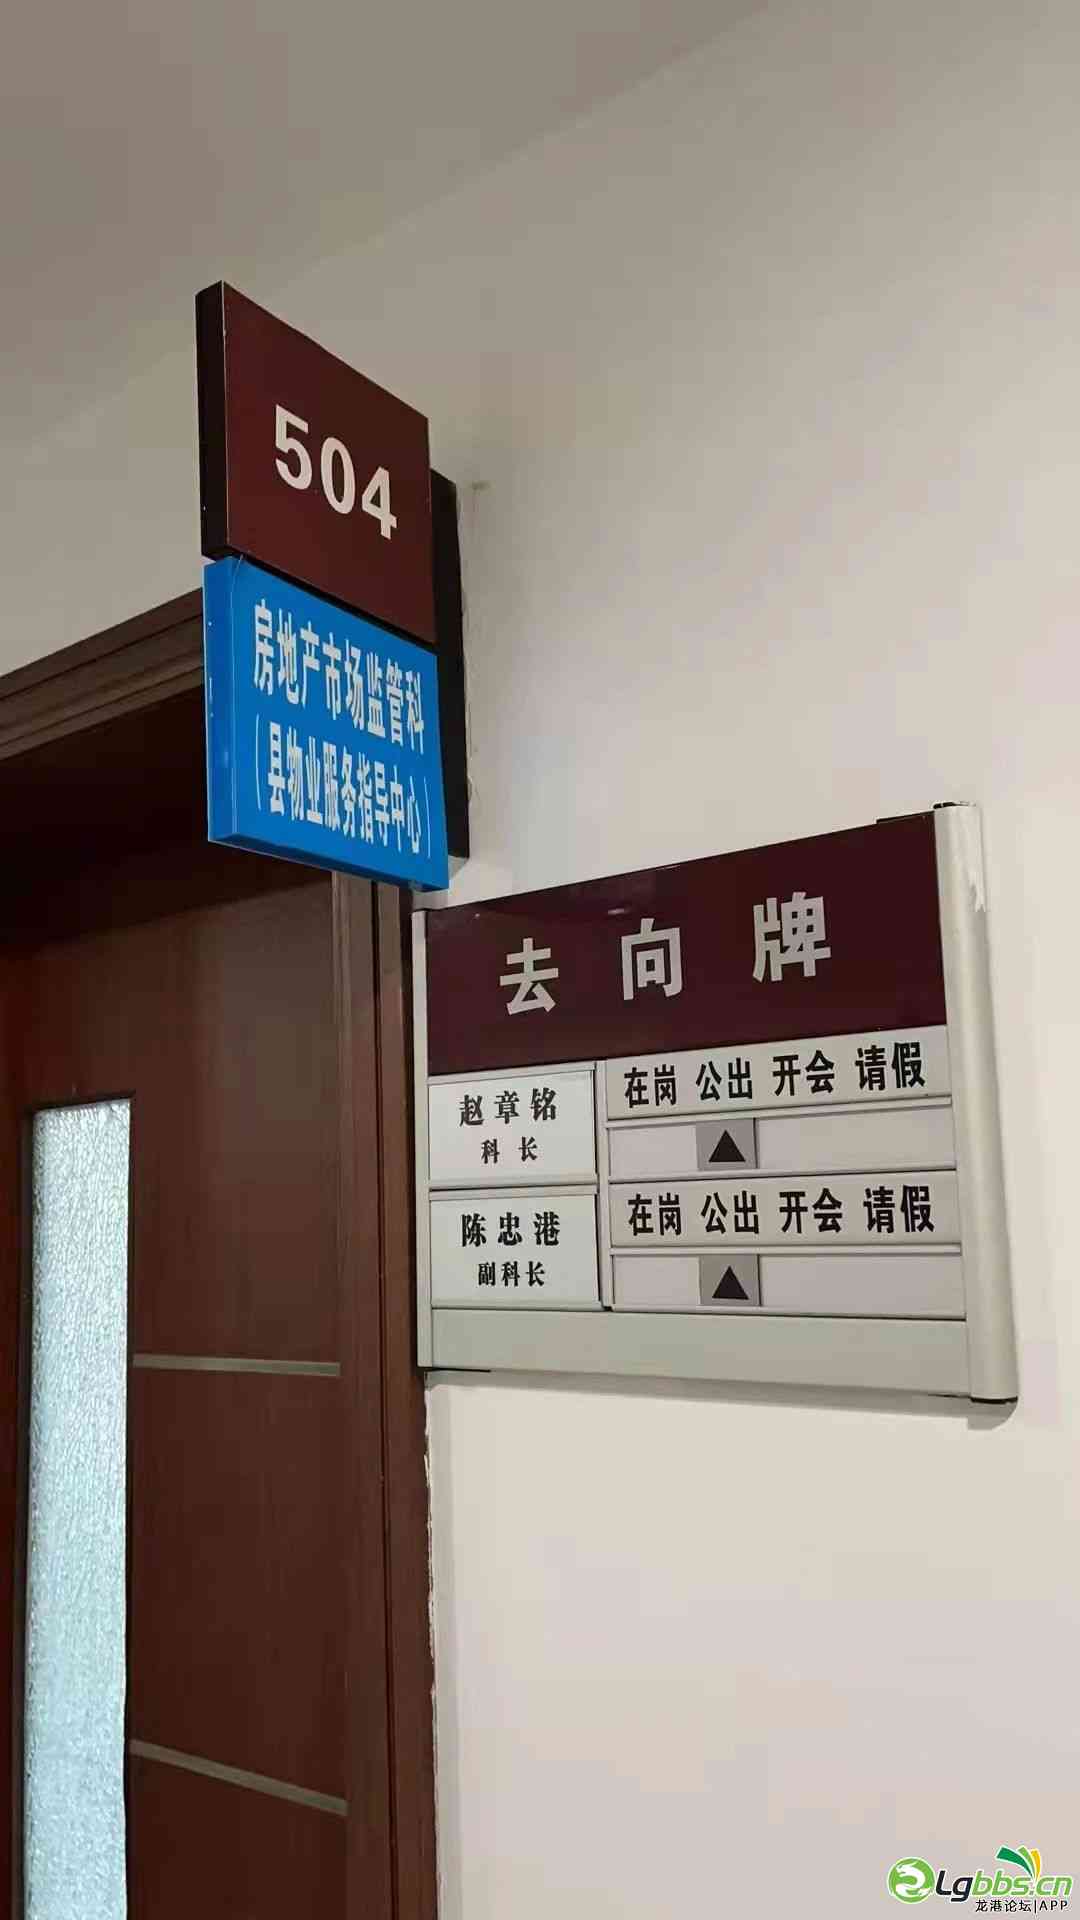 504
房地产市场监管科
（县物业服务指导中心）
去向牌
赵章铭
科长
在岗 公出 开会 请假
陈忠港
副科长
在岗 公出 开会 请假
Lgbbs.cn
龙港论坛|APP